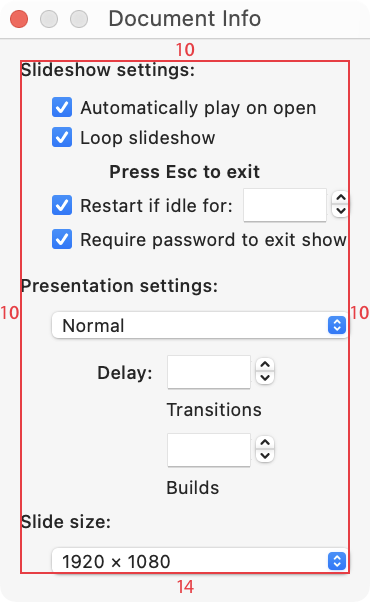 Document Info
10
Slideshow settings:
Automatically play on open
Loop slideshow
Press Esc to exit
Restart if idle for:
Require password to exit show
Presentation settings:
10
10
Normal
Delay:
Transitions
Builds
Slide size:
1920 × 1080
14